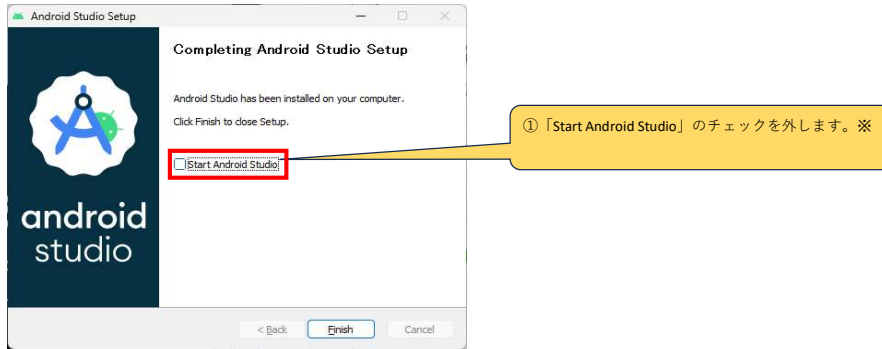 Android Studio Setup
Completing Android Studio Setup
Android Studio has been installed on your computer.
Click Finish to close Setup.
Start Android Studio
①「Start Android Studio」のチェックを外します。※
android
studio
< Back
Finish
Cancel